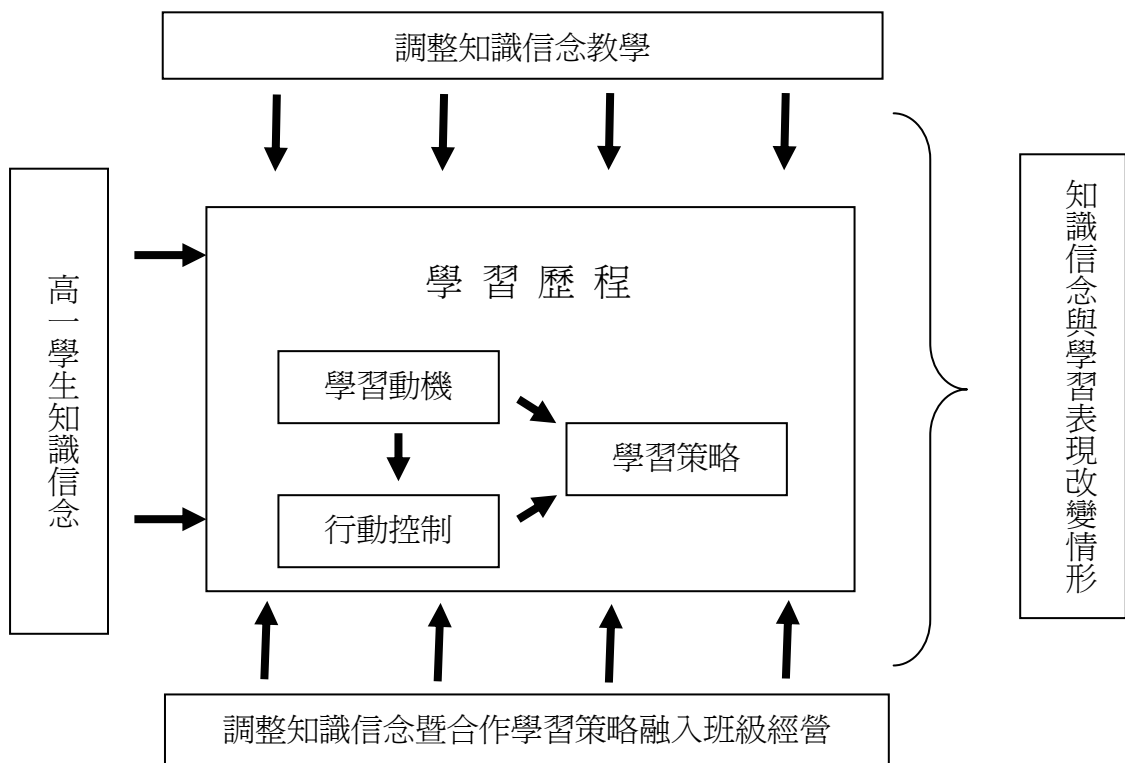 調整知識信念教學
高一學生知識信念
學習歷程
學習動機
學習策略
行動控制
知識信念與學習表現改變情形
調整知識信念暨合作學習策略融入班級經營